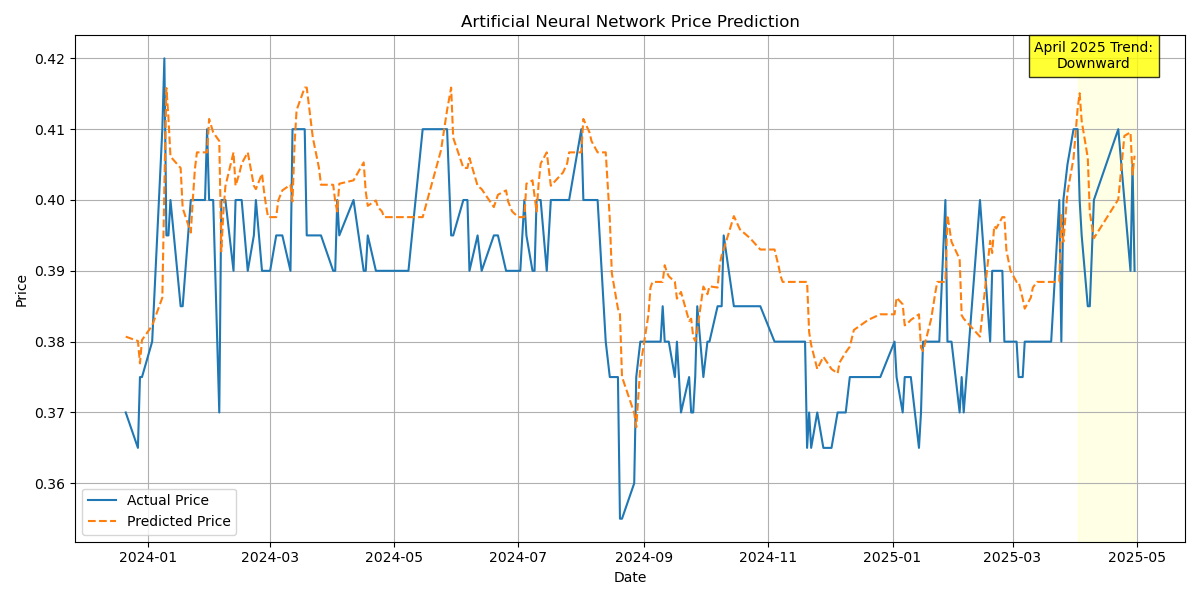 Artificial Neural Network Price Prediction
April 2025 Trend:
Downward
0.42
0.41
0.40
0.39
0.38
0.37
0.36
Price
Actual Price
Predicted Price
2024-01
2024-03
2024-05
2024-07
2024-09
2024-11
2025-01
2025-03
2025-05
Date